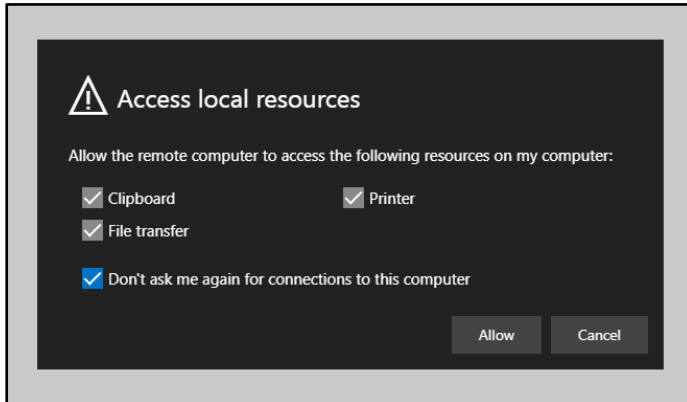 Access local resources
Allow the remote computer to access the following resources on my computer:
Clipboard
Printer
File transfer
Don't ask me again for connections to this computer
Allow
Cancel